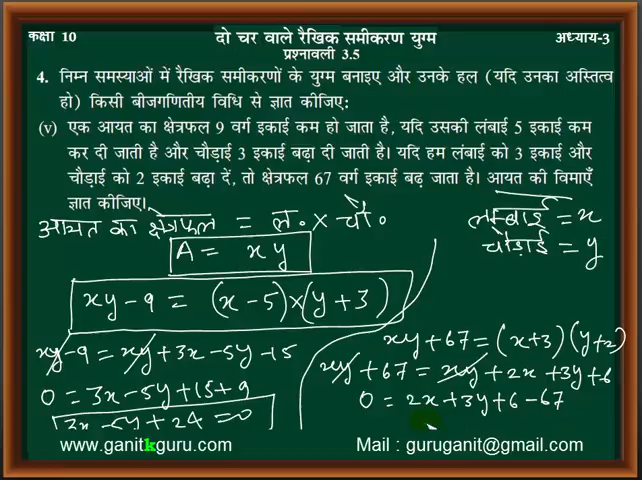 कक्षा 10
दो चर वाले रैखिक समीकरण युग्म
अध्याय-3
प्रश्नावली 3.5
4. निम्न समस्याओं में रैखिक समीकरणों के युग्म बनाइए और उनके हल (यदि उनका अस्तित्व
हो) किसी बीजगणितीय विधि से ज्ञात कीजिए:
(v) एक आयत का क्षेत्रफल 9 वर्ग इकाई कम हो जाता है, यदि उसकी लंबाई 5 इकाई कम
कर दी जाती है और चौड़ाई 3 इकाई बढ़ा दी जाती है। यदि हम लंबाई को 3 इकाई और
चौड़ाई को 2 इकाई बढ़ा दें, तो क्षेत्रफल 67 वर्ग इकाई बढ़ जाता है। आयत की विमाएँ
ज्ञात कीजिए।
आयत का क्षेत्रफल = ल० × चौ०
A = xy
लम्बाई = x
चौड़ाई = y
xy - 9 = (x - 5) × (y + 3)
xy - 9 = xy + 3x - 5y - 15
0 = 3x - 5y + 15 + 9
3x - 5y + 24 = 0
xy + 67 = (x+3) (y+2)
xy + 67 = xy + 2x + 3y + 6
0 = 2x + 3y + 6 - 67
www.ganitkguru.com
Mail : guruganit@gmail.com